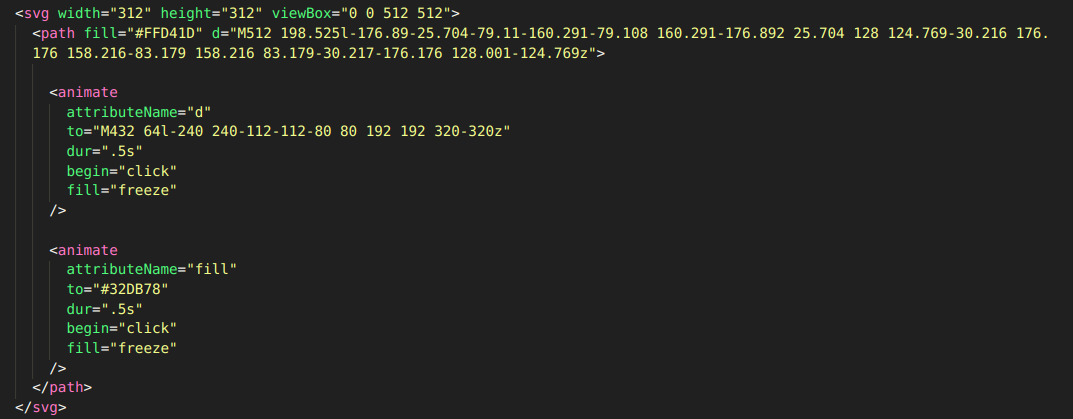 <svg width="312" height="312" viewBox="0 0 512 512">
<path fill="#FFD41D" d="M512 198.525l-176.89-25.704-79.11-160.291-79.108 160.291-176.892 25.704 128 124.769-30.216 176.
176 158.216-83.179 158.216 83.179-30.217-176.176 128.001-124.769z">
<animate
attributeName="d"
to="M432 64l-240 240-112-112-80 80 192 192 320-320z"
dur=".5s"
begin="click"
fill="freeze"
/>
<animate
attributeName="fill"
to="#32DB78"
dur=".5s"
begin="click"
fill="freeze"
/>
</path>
</svg>